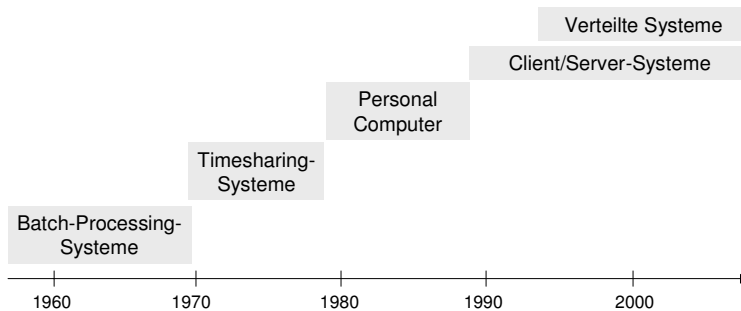 Verteilte Systeme
Client/Server-Systeme
Personal
Computer
Timesharing-
Systeme
Batch-Processing-
Systeme
1960 1970 1980 1990 2000